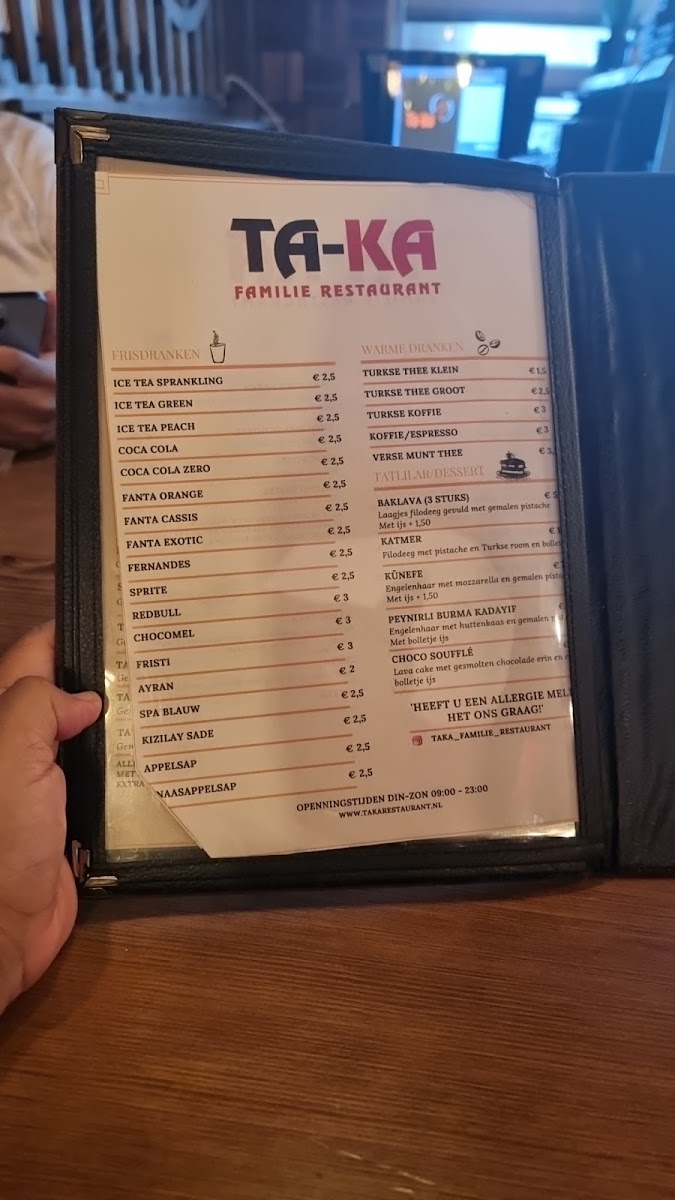 TA-KA
FAMILIE RESTAURANT
FRISDRANKEN
ICE TEA SPRANKLING € 2,5
ICE TEA GREEN € 2,5
ICE TEA PEACH € 2,5
COCA COLA € 2,5
COCA COLA ZERO € 2,5
FANTA ORANGE € 2,5
FANTA CASSIS € 2,5
FANTA EXOTIC € 2,5
FERNANDES € 2,5
SPRITE € 2,5
REDBULL € 3
CHOCOMEL € 3
FRISTI € 3
AYRAN € 2
SPA BLAUW € 2,5
KIZILAY SADE € 2,5
APPELSAP € 2,5
NAASAPPELSAP € 2,5
WARME DRANKEN
TURKSE THEE KLEIN € 1,5
TURKSE THEE GROOT € 2,5
TURKSE KOFFIE € 3
KOFFIE/ESPRESSO € 3
VERSE MUNT THEE € 3,
TATLILAR/DESSERT
BAKLAVA (3 STUKS) € 5
Laagjes filodeeg gevuld met gemalen pistache
Met ijs + 1,50
KATMER €
Filodeeg met pistache en Turkse room en
KÜNEFE €
Engelenhaar met mozzarella en gemalen
Met ijs + 1,50
PEYNIRLI BURMA KADAYIF
Engelenhaar met huttenkaas en gemalen
Met bolletje ijs
CHOCO SOUFFLÉ
Lava cake met gesmolten chocolade erin en
bolletje ijs
'HEEFT U EEN ALLERGIE MEL
HET ONS GRAAG!'
TAKA_FAMILIE_RESTAURANT
OPENNINGSTIJDEN DIN-ZON 09:00 - 23:00
WWW.TAKARESTAURANT.NL